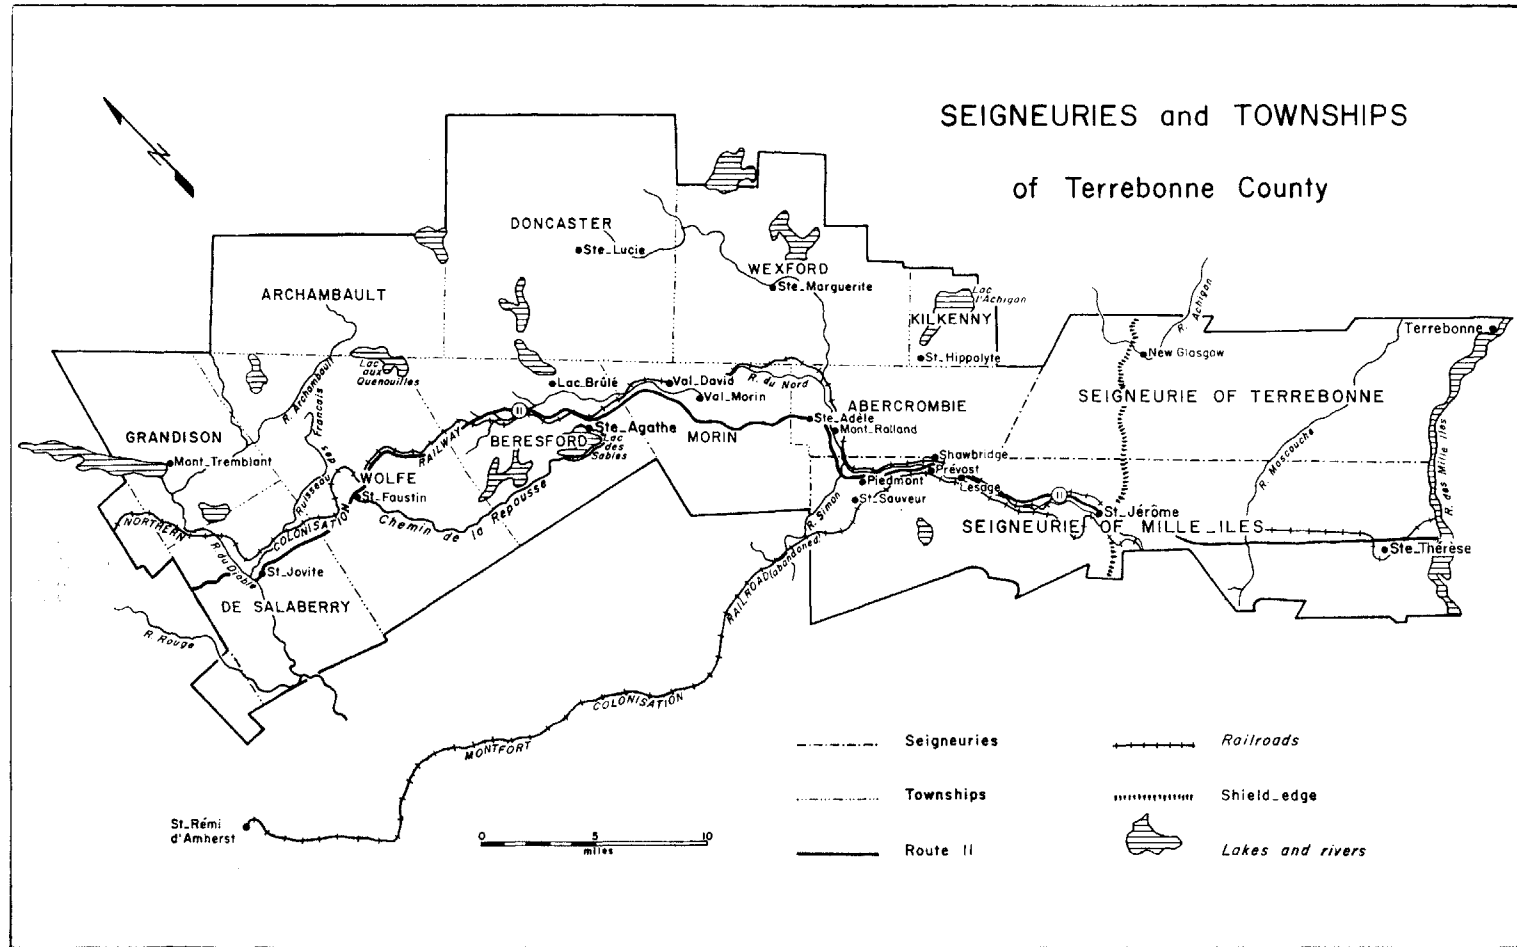 SEIGNEURIES and TOWNSHIPS
of Terrebonne County
N
DONCASTER
Ste_Lucie
WEXFORD
Ste_Marguerite
ARCHAMBAULT
Lac
l'Achigan
KILKENNY
St_Hippolyte
R. Achigan
Terrebonne
New Glasgow
Lac
aux
Quenouilles
R. Archambault
Lac_Brûlé
Val_David
Val_Morin
R. du Nord
SEIGNEURIE OF TERREBONNE
ABERCROMBIE
Ste_Adèle
Mont_Rolland
11
Ste_Agathe
MORIN
GRANDISON
Mont_Tremblant
Ruisseau des Francais
RAILWAY
BERESFORD
Lac
des
Sables
R. Mascouche
R. des Mille Iles
Shawbridge
Prévost
Piedmont
Lesage
WOLFE
St_Faustin
St_Sauveur
11
St_Jérôme
Chemin de la Repousse
R. Simon
SEIGNEURIE OF MILLE_ILES
NORTHERN
COLONISATION
R. du Diable
Ste_Thérèse
St_Jovite
RAILROAD (abandoned)
DE SALABERRY
R. Rouge
COLONISATION
MONTFORT
St_Rémi
d'Amherst
0 5 10
miles
Seigneuries
Townships
Route 11
Railroads
Shield_edge
Lakes and rivers